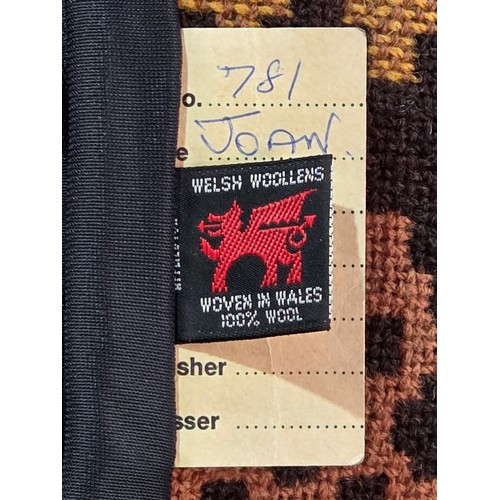 o. 781
e JOAN.
WELSH WOOLLENS
WOVEN IN WALES
100% WOOL
sher
sser